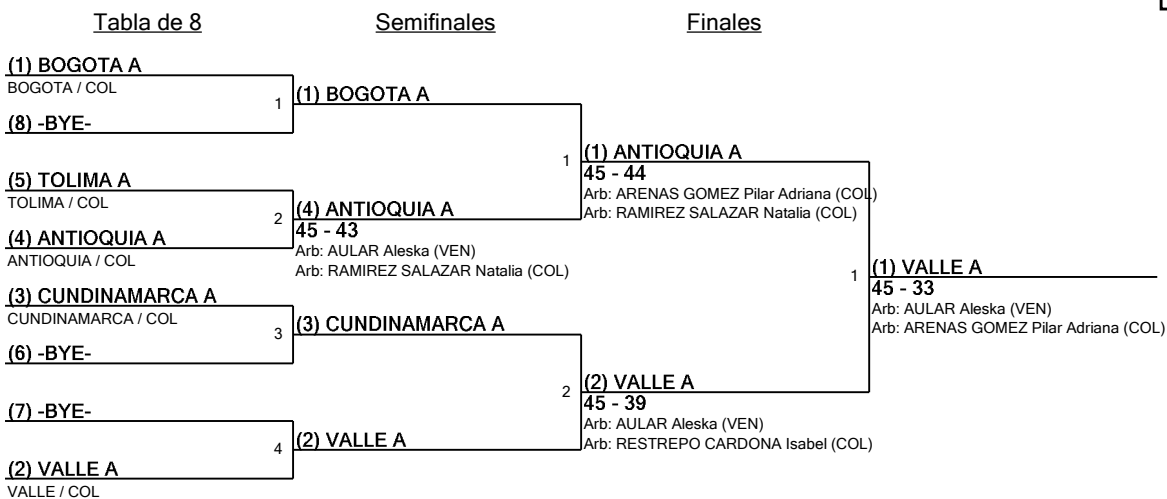 Tabla de 8
Semifinales
Finales
(1) BOGOTA A
BOGOTA / COL
(8) -BYE-
(5) TOLIMA A
TOLIMA / COL
(4) ANTIOQUIA A
ANTIOQUIA / COL
(3) CUNDINAMARCA A
CUNDINAMARCA / COL
(6) -BYE-
(7) -BYE-
(2) VALLE A
VALLE / COL
1
(1) BOGOTA A
2
(4) ANTIOQUIA A
45 - 43
Arb: AULAR Aleska (VEN)
Arb: RAMIREZ SALAZAR Natalia (COL)
3
(3) CUNDINAMARCA A
4
(2) VALLE A
1
(1) ANTIOQUIA A
45 - 44
Arb: ARENAS GOMEZ Pilar Adriana (COL)
Arb: RAMIREZ SALAZAR Natalia (COL)
2
(2) VALLE A
45 - 39
Arb: AULAR Aleska (VEN)
Arb: RESTREPO CARDONA Isabel (COL)
1
(1) VALLE A
45 - 33
Arb: AULAR Aleska (VEN)
Arb: ARENAS GOMEZ Pilar Adriana (COL)